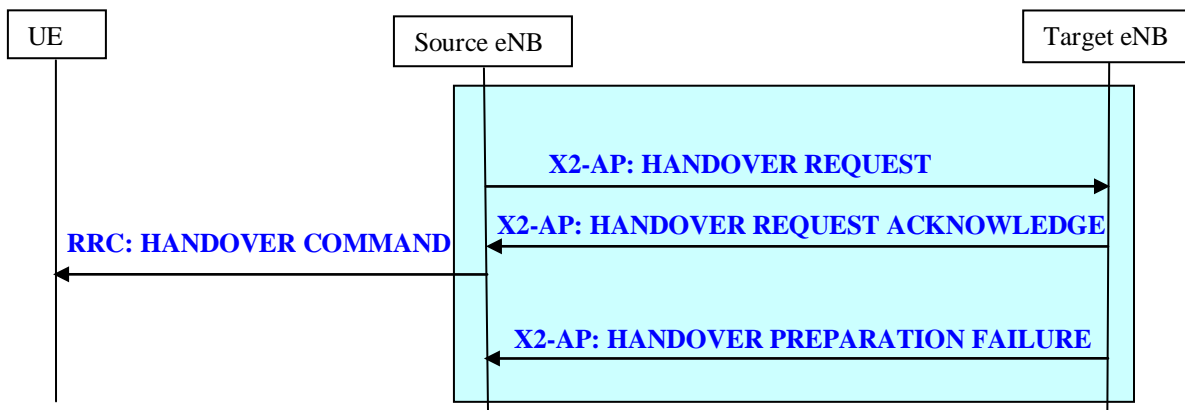 UE
Source eNB
Target eNB
X2-AP: HANDOVER REQUEST
X2-AP: HANDOVER REQUEST ACKNOWLEDGE
RRC: HANDOVER COMMAND
X2-AP: HANDOVER PREPARATION FAILURE